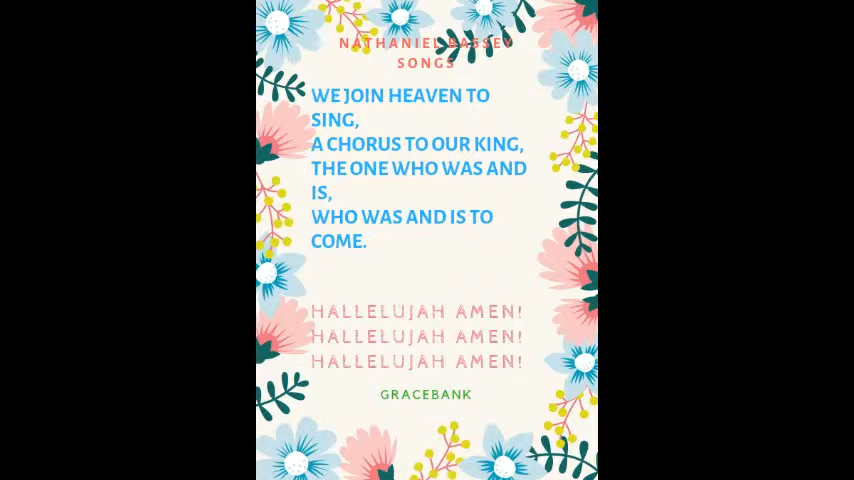 NATHANIEL BASSEY
SONGS
WE JOIN HEAVEN TO
SING,
A CHORUS TO OUR KING,
THE ONE WHO WAS AND
IS,
WHO WAS AND IS TO
COME.
HALLELUJAH AMEN!
HALLELUJAH AMEN!
HALLELUJAH AMEN!
GRACEBANK